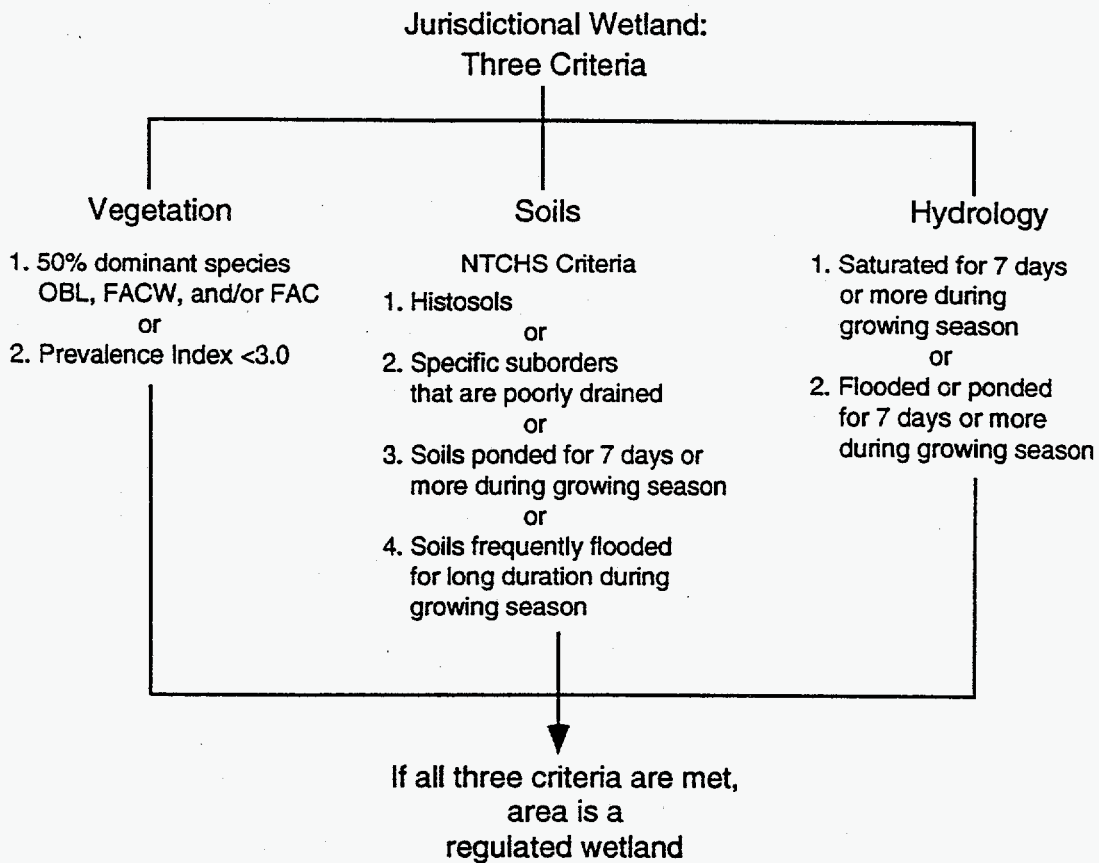 Jurisdictional Wetland:
Three Criteria
Vegetation
1. 50% dominant species
OBL, FACW, and/or FAC
or
2. Prevalence Index <3.0
Soils
NTCHS Criteria
1. Histosols
or
2. Specific suborders
that are poorly drained
or
3. Soils ponded for 7 days or
more during growing season
or
4. Soils frequently flooded
for long duration during
growing season
Hydrology
1. Saturated for 7 days
or more during
growing season
or
2. Flooded or ponded
for 7 days or more
during growing season
If all three criteria are met,
area is a
regulated wetland